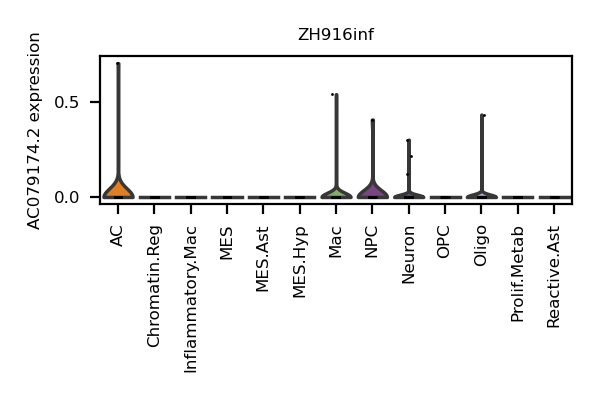 ZH916inf
AC079174.2 expression
0.5
0.0
AC
Chromatin.Reg
Inflammatory.Mac
MES
MES.Ast
MES.Hyp
Mac
NPC
Neuron
OPC
Oligo
Prolif.Metab
Reactive.Ast